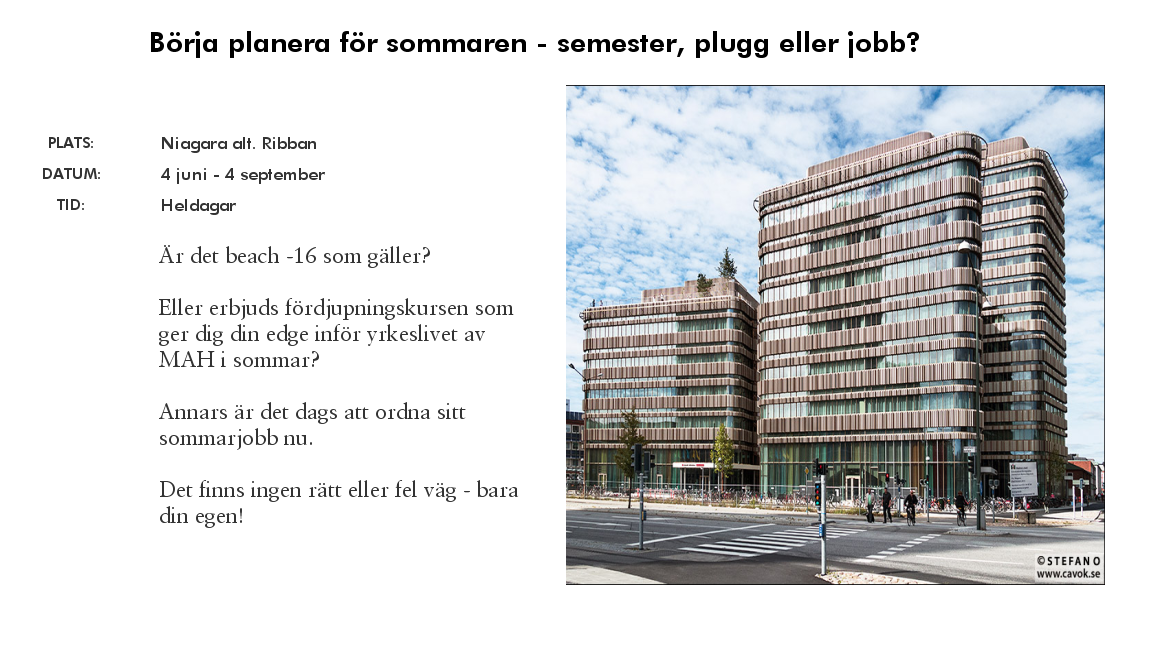 Börja planera för sommaren - semester, plugg eller jobb?
PLATS: Niagara alt. Ribban
DATUM: 4 juni - 4 september
TID: Heldagar
Är det beach -16 som gäller?
Eller erbjuds fördjupningskursen som
ger dig din edge inför yrkeslivet av
MAH i sommar?
Annars är det dags att ordna sitt
sommarjobb nu.
Det finns ingen rätt eller fel väg - bara
din egen!
©STEFANO
www.cavok.se